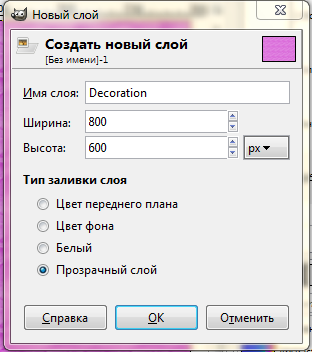 Новый слой
Создать новый слой
[Без имени]-1
Имя слоя: Decoration
Ширина: 800
Высота: 600 px
Тип заливки слоя
Цвет переднего плана
Цвет фона
Белый
Прозрачный слой
Справка OK Отменить